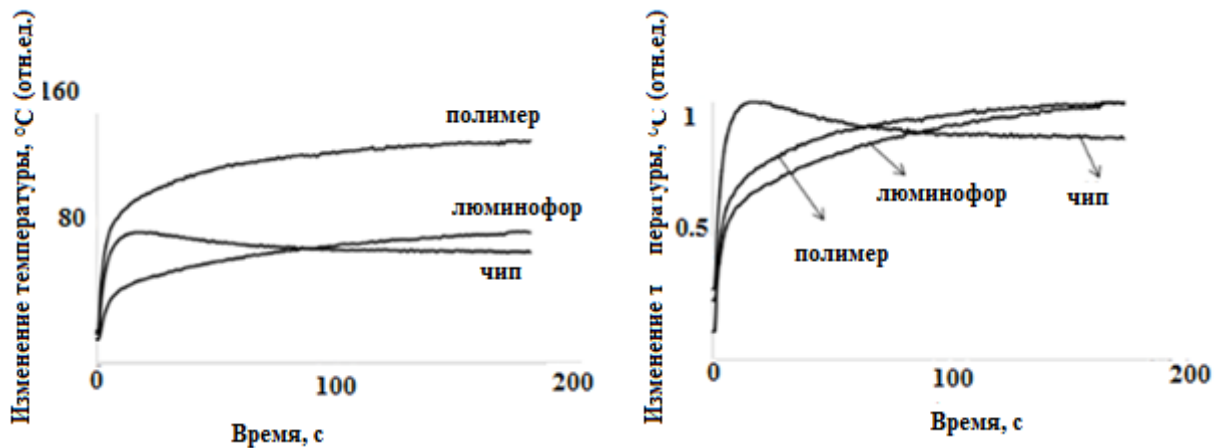 Изменение температуры, °C (отн.ед.)
160
80
полимер
люминофор
чип
0
100
200
Время, с
Изменение т пературы, °C (отн.ед.)
1
0.5
люминофор
чип
полимер
0
100
200
Время, с